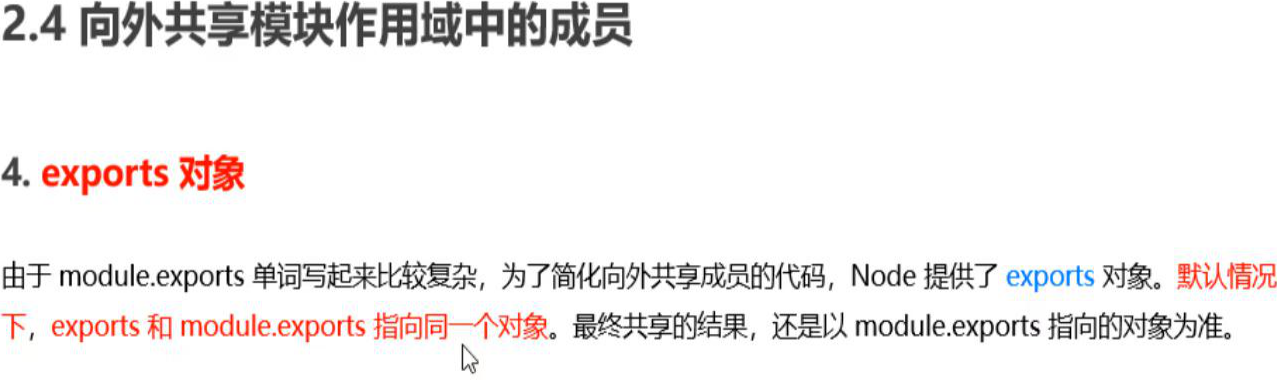 2.4 向外共享模块作用域中的成员
4. exports 对象
由于 module.exports 单词写起来比较复杂，为了简化向外共享成员的代码，Node 提供了 exports 对象。默认情况
下，exports 和 module.exports 指向同一个对象。最终共享的结果，还是以 module.exports 指向的对象为准。